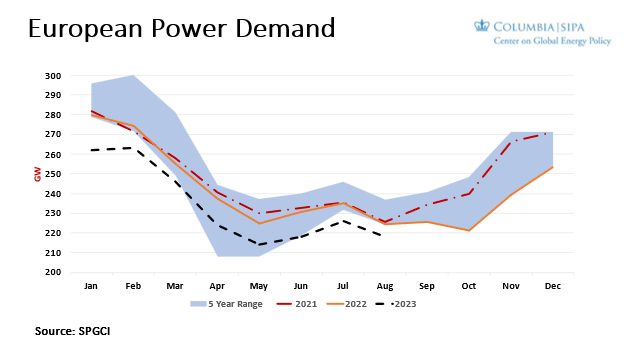 European Power Demand
COLUMBIA | SIPA
Center on Global Energy Policy
300
290
280
270
260
250
240
230
220
210
200
GW
Jan Feb Mar Apr May Jun Jul Aug Sep Oct Nov Dec
5 Year Range 2021 2022 2023
Source: SPGCI